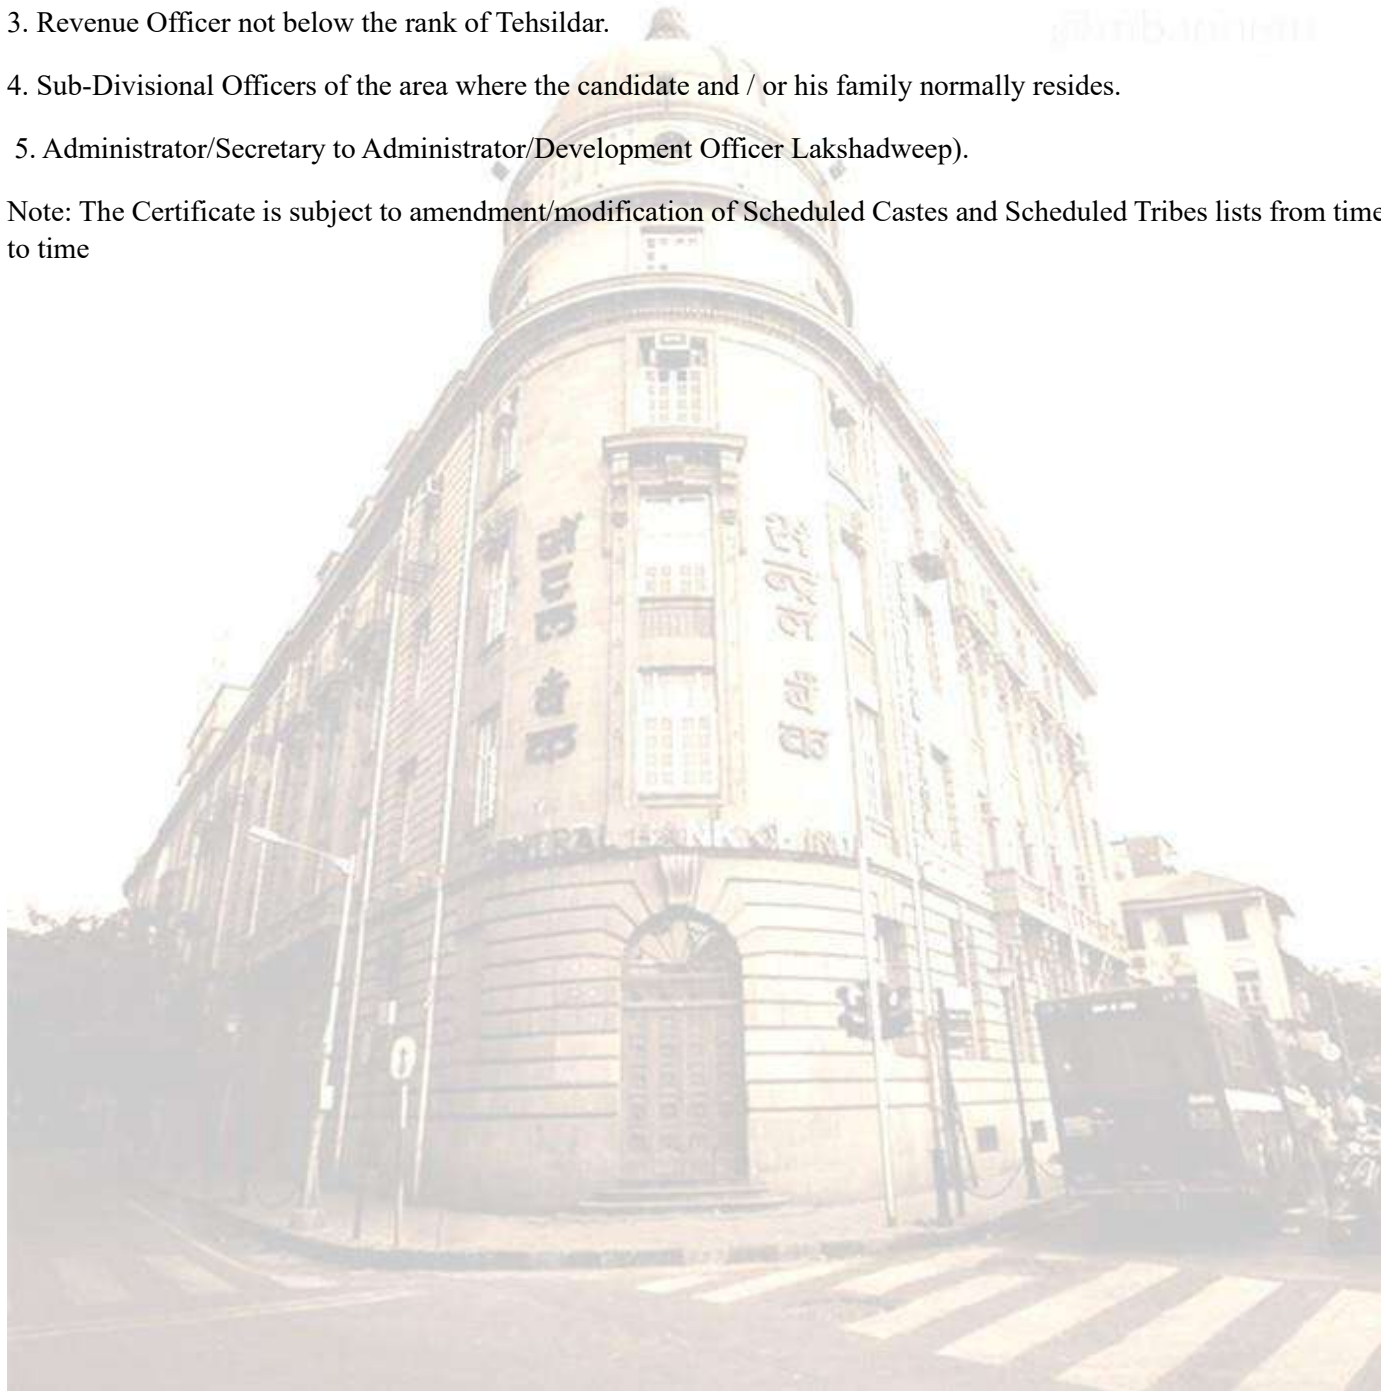 3. Revenue Officer not below the rank of Tehsildar.
4. Sub-Divisional Officers of the area where the candidate and / or his family normally resides.
5. Administrator/Secretary to Administrator/Development Officer Lakshadweep).
Note: The Certificate is subject to amendment/modification of Scheduled Castes and Scheduled Tribes lists from time
to time